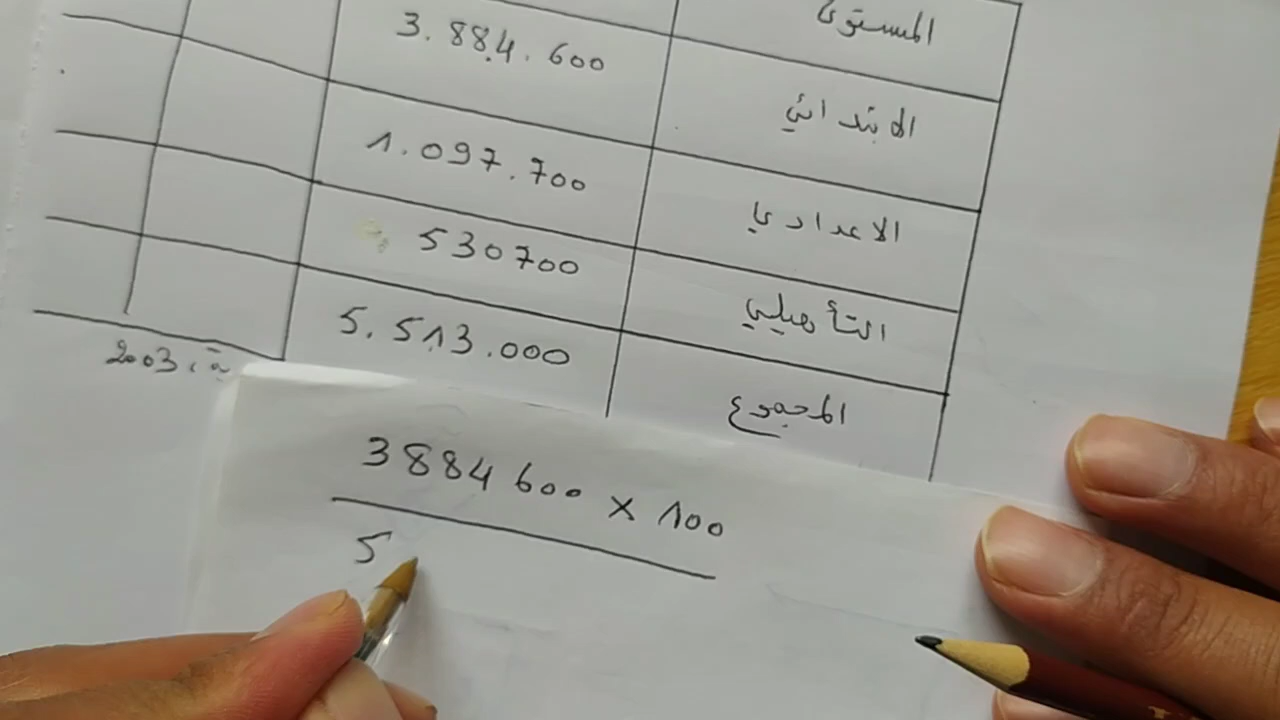 المستوى
الابتدائي 3.884.600
الاعدادي 1.097.700
التأهيلي 530700
المجموع 5.513.000
2003
3884600 x 100
5